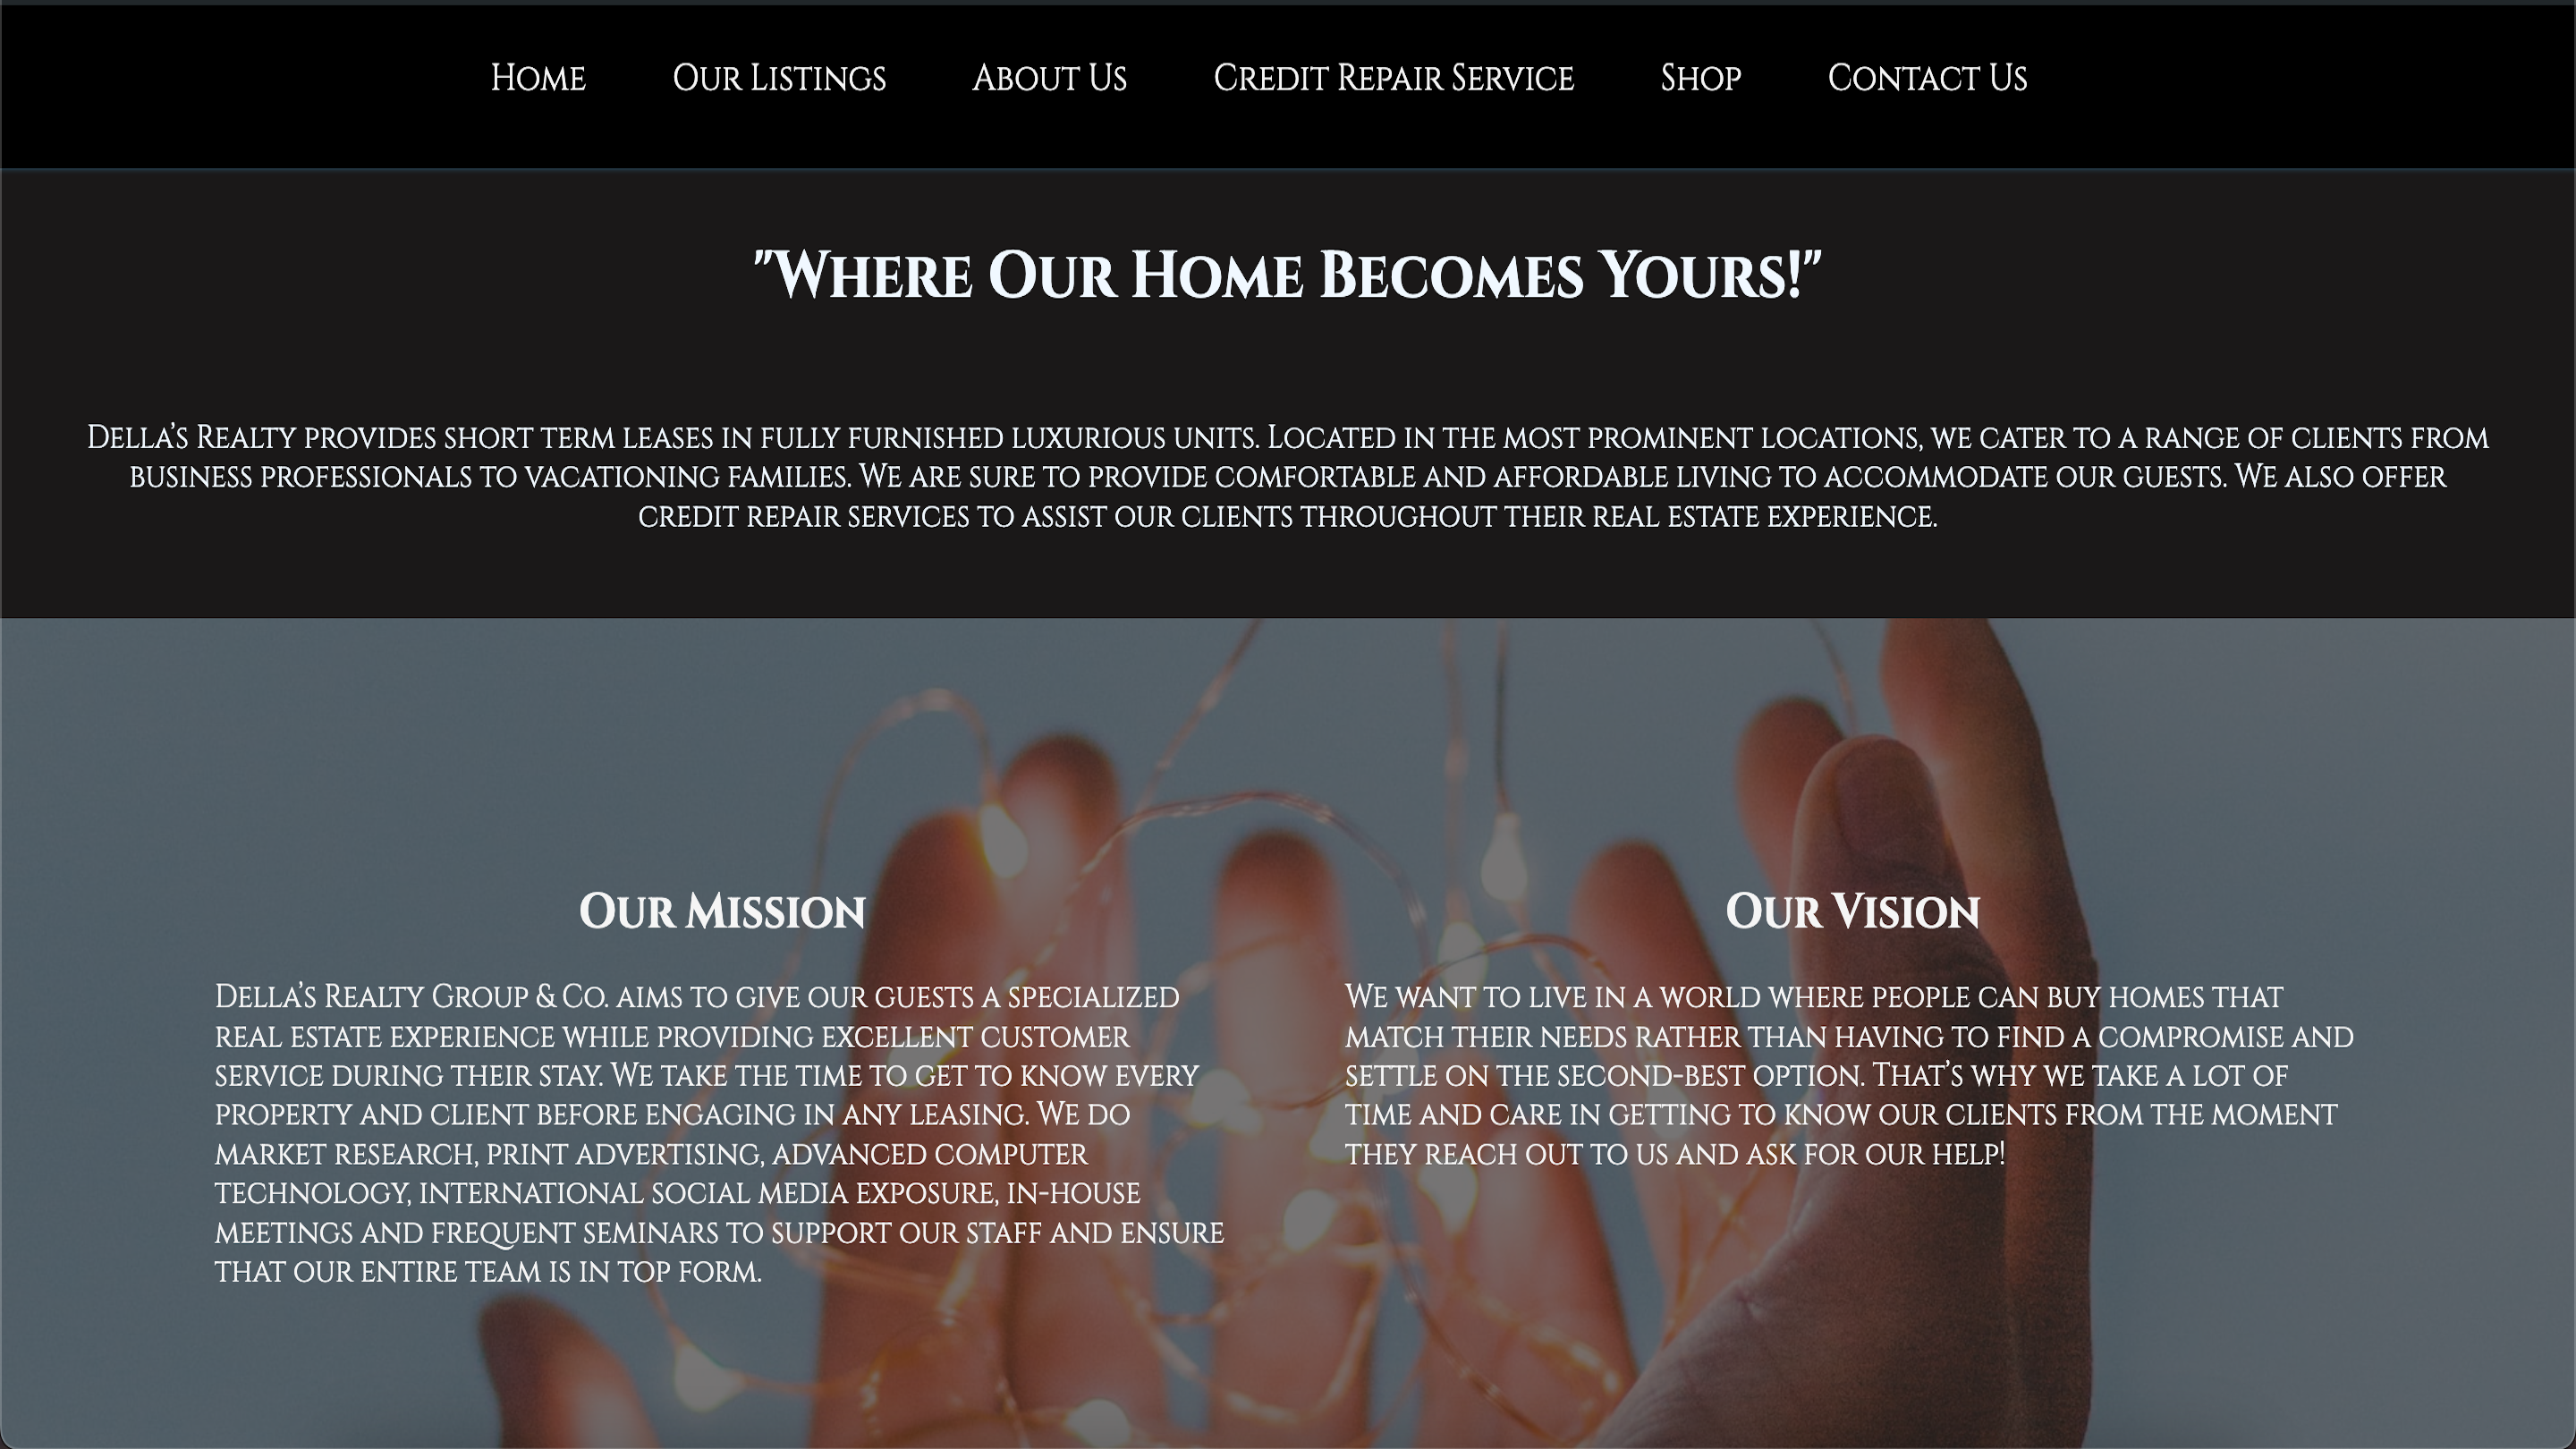 Home Our Listings About Us Credit Repair Service Shop Contact Us
"Where Our Home Becomes Yours!"
Della's Realty provides short term leases in fully furnished luxurious units. Located in the most prominent locations, we cater to a range of clients from
business professionals to vacationing families. We are sure to provide comfortable and affordable living to accommodate our guests. We also offer
credit repair services to assist our clients throughout their real estate experience.
Our Mission
Della's Realty Group & Co. aims to give our guests a specialized
real estate experience while providing excellent customer
service during their stay. We take the time to get to know every
property and client before engaging in any leasing. We do
market research, print advertising, advanced computer
technology, international social media exposure, in-house
meetings and frequent seminars to support our staff and ensure
that our entire team is in top form.
Our Vision
We want to live in a world where people can buy homes that
match their needs rather than having to find a compromise and
settle on the second-best option. That's why we take a lot of
time and care in getting to know our clients from the moment
they reach out to us and ask for our help!